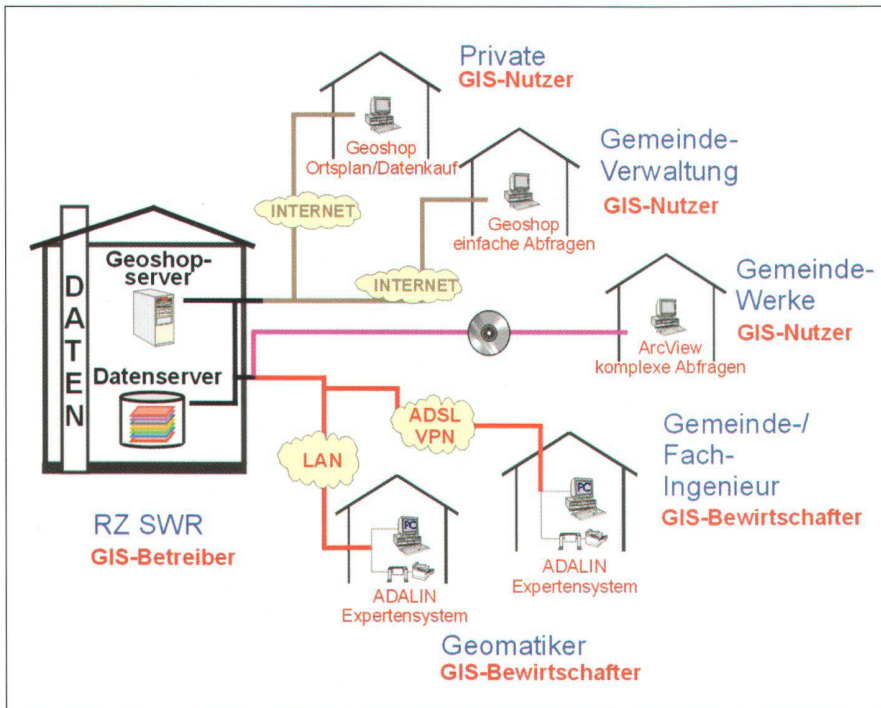 Private
GIS-Nutzer
Geoshop
Ortsplan/Datenkauf
INTERNET
Gemeinde-
Verwaltung
GIS-Nutzer
Geoshop
einfache Abfragen
INTERNET
DATEN
Geoshop-
server
Datenserver
RZ SWR
GIS-Betreiber
Gemeinde-
Werke
GIS-Nutzer
ArcView
komplexe Abfragen
ADSL
VPN
LAN
Gemeinde-/
Fach-
Ingenieur
GIS-Bewirtschafter
PC
ADALIN
Expertensystem
PC
ADALIN
Expertensystem
Geomatiker
GIS-Bewirtschafter